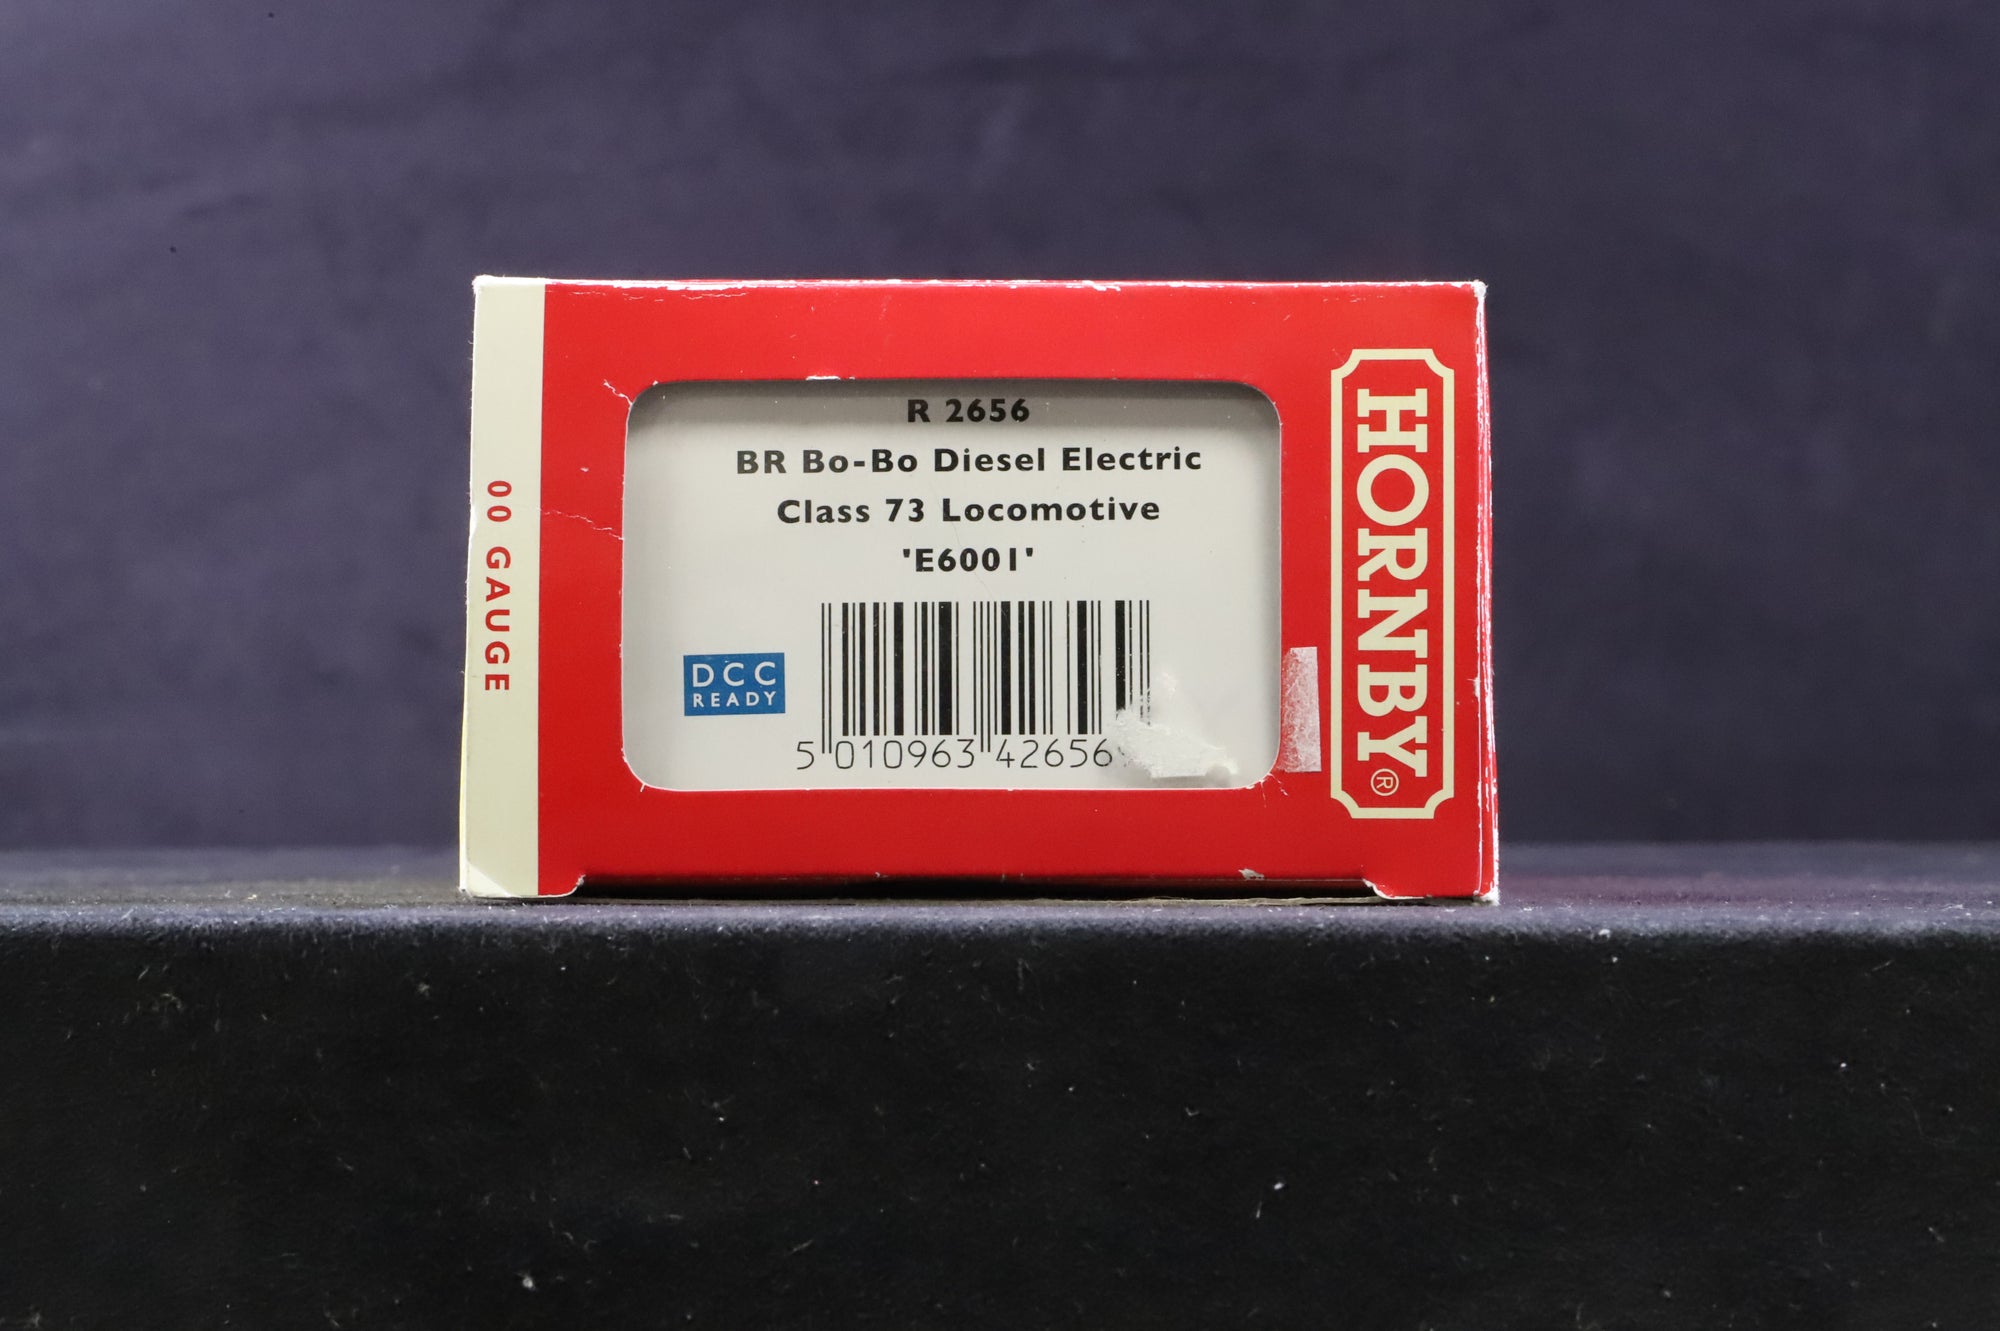 00 GAUGE
R 2656
BR Bo-Bo Diesel Electric
Class 73 Locomotive
'E6001'
DCC
READY
5 010963 42656
HORNBY®